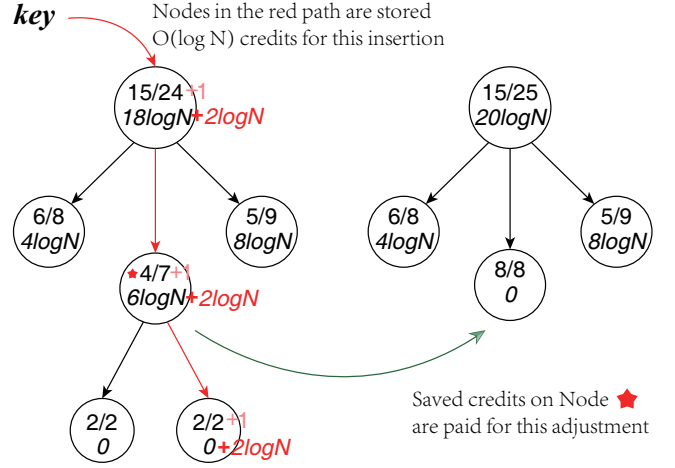 key
Nodes in the red path are stored
O(log N) credits for this insertion
15/24+1
18logN+2logN
6/8
4logN
5/9
8logN
4/7+1
6logN+2logN
2/2
0
2/2+1
0+2logN
15/25
20logN
6/8
4logN
5/9
8logN
8/8
0
Saved credits on Node
are paid for this adjustment